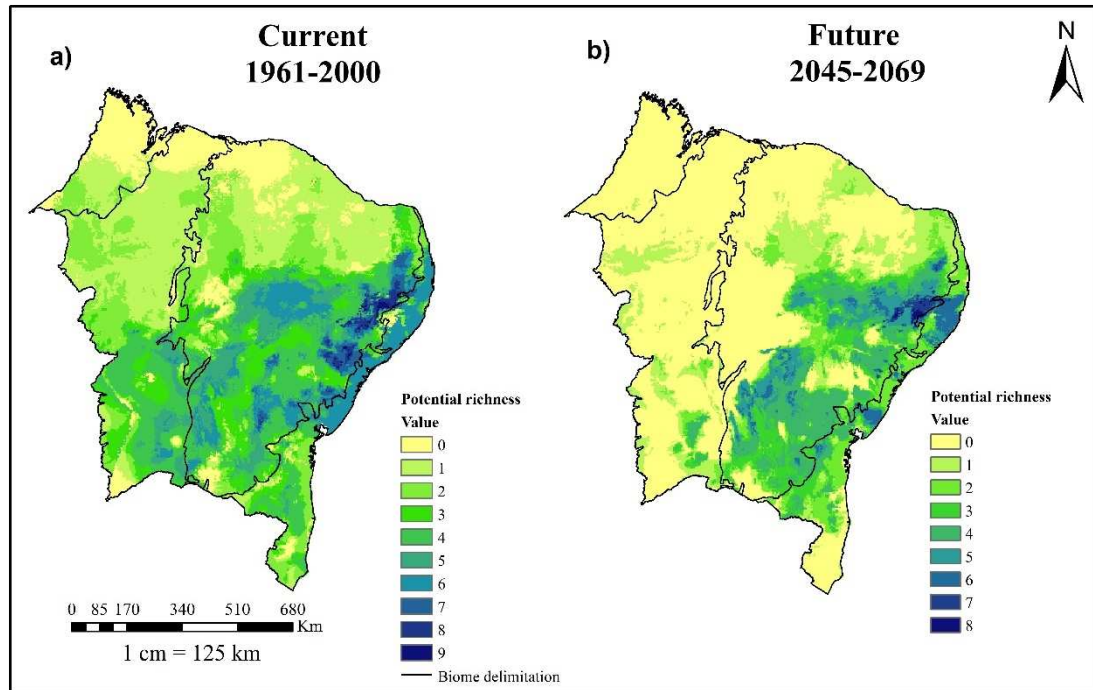 a)
Current
1961-2000
b)
Future
2045-2069
N
Potential richness
Value
0
1
2
3
4
5
6
7
8
9
Biome delimitation
Potential richness
Value
0
1
2
3
4
5
6
7
8
0 85 170 340 510 680
Km
1 cm = 125 km